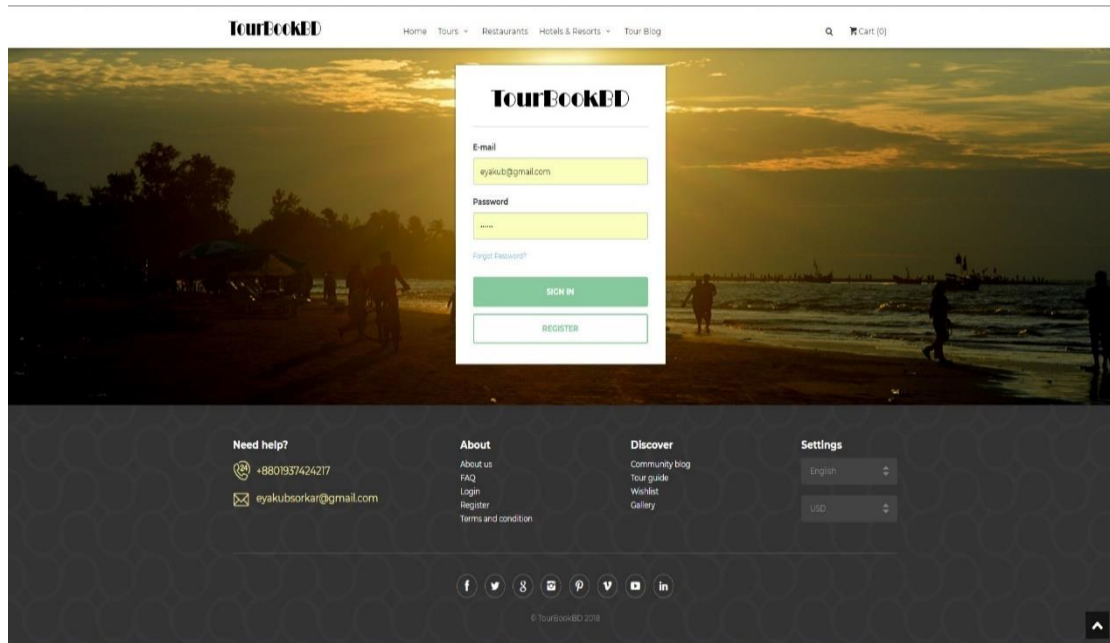 TourBookBD
Home Tours Restaurants Hotels & Resorts Tour Blog
Cart (0)
TourBookBD
E-mail
eyakub@gmail.com
Password
......
Forgot Password?
SIGN IN
REGISTER
Need help?
24
+8801937424217
eyakubsorkar@gmail.com
About
About us
FAQ
Login
Register
Terms and condition
Discover
Community blog
Tour guide
Wishlist
Gallery
Settings
English
USD
© TourBookBD 2018